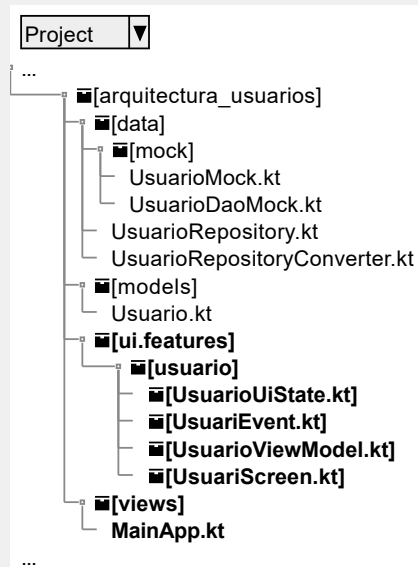 Project
...
[arquitectura_usuarios]
[data]
[mock]
UsuarioMock.kt
UsuarioDaoMock.kt
UsuarioRepository.kt
UsuarioRepositoryConverter.kt
[models]
Usuario.kt
[ui.features]
[usuario]
[UsuarioUiState.kt]
[UsuariEvent.kt]
[UsuarioViewModel.kt]
[UsuariScreen.kt]
[views]
MainApp.kt
...